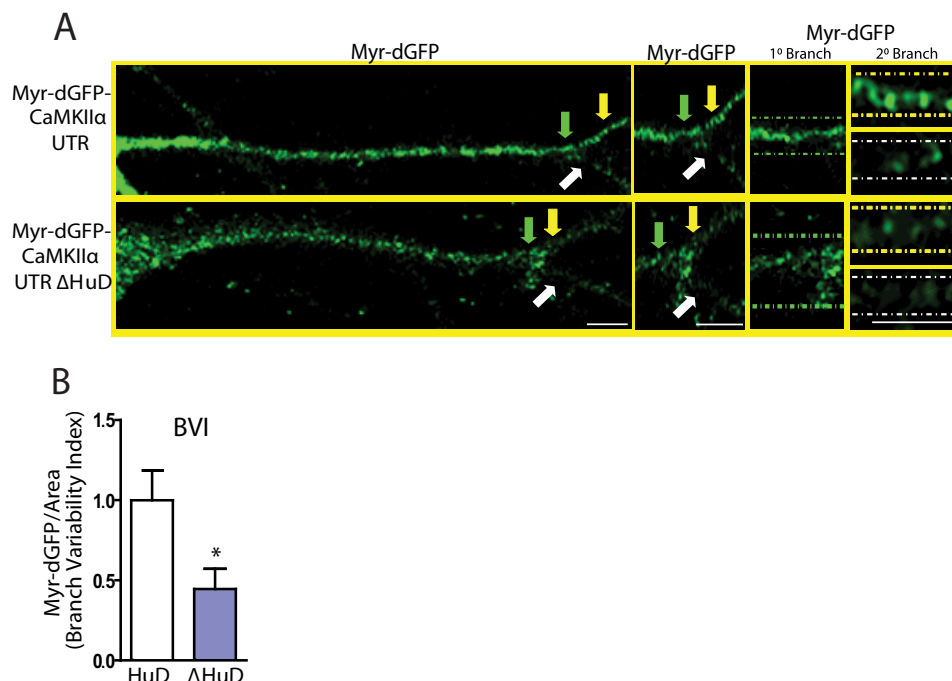 A
Myr-dGFP
Myr-dGFP
Myr-dGFP
1º Branch
2º Branch
Myr-dGFP-
CaMKIIα
UTR
Myr-dGFP-
CaMKIIα
UTR ΔHuD
B
BVI
Myr-dGFP/Area
(Branch Variability Index)
1.5
1.0
0.5
0.0
*
HuD
ΔHuD